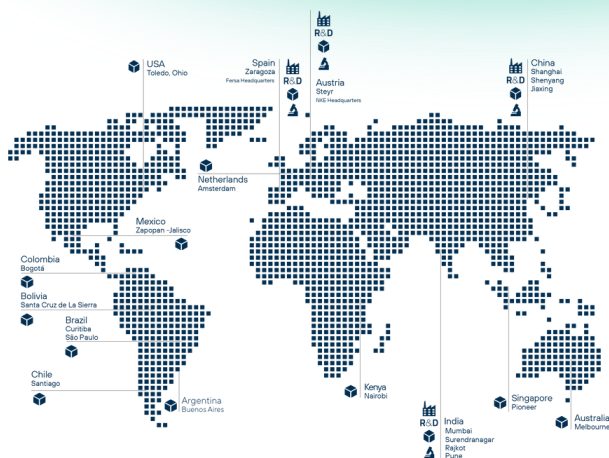 R&D
Austria
Steyr
NKE Headquarters
USA
Toledo, Ohio
Spain
Zaragoza
Fersa Headquarters
R&D
China
Shanghai
Shenyang
Jiaxing
R&D
Netherlands
Amsterdam
Mexico
Zapopan -Jalisco
Colombia
Bogotá
Bolivia
Santa Cruz de La Sierra
Brazil
Curitiba
São Paulo
Chile
Santiago
Argentina
Buenos Aires
Kenya
Nairobi
R&D
India
Mumbai
Surendranagar
Rajkot
Pune
Singapore
Pioneer
Australia
Melbourne